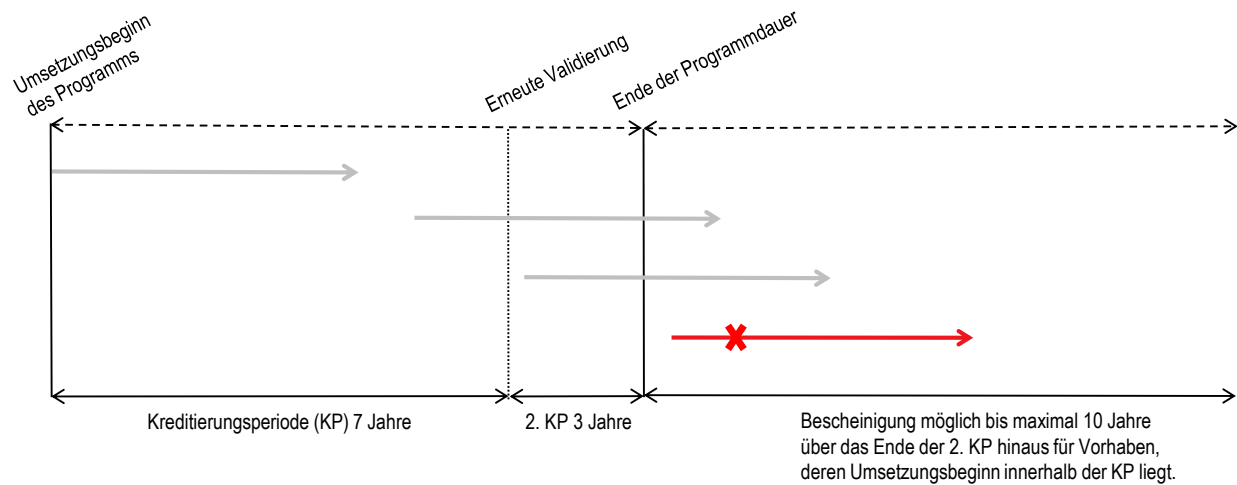 Umsetzungsbeginn
des Programms
Erneute Validierung
Ende der Programmdauer
Kreditierungsperiode (KP) 7 Jahre
2. KP 3 Jahre
Bescheinigung möglich bis maximal 10 Jahre
über das Ende der 2. KP hinaus für Vorhaben,
deren Umsetzungsbeginn innerhalb der KP liegt.